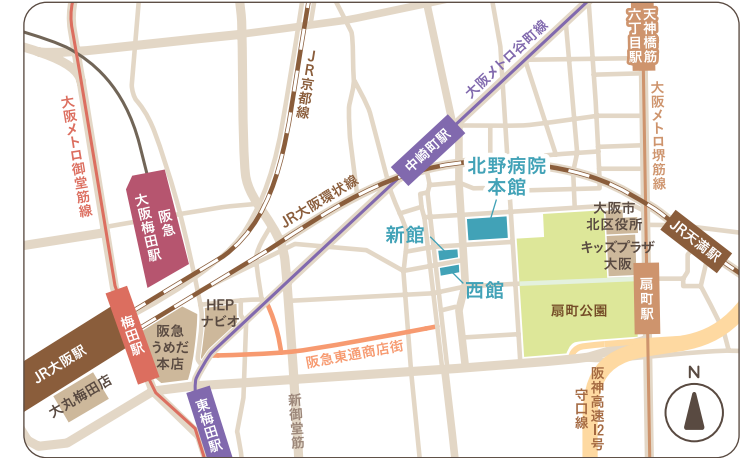 天神橋筋
六丁目駅
大阪メトロ谷町線
JR京都線
大阪メトロ御堂筋線
大阪メトロ堺筋線
中崎町駅
北野病院
本館
JR大阪環状線
阪急
大阪梅田駅
大阪市
北区役所
JR天満駅
新館
キッズプラザ
大阪
西館
扇町駅
HEP
ナビオ
扇町公園
梅田駅
阪急
うめだ
本店
JR大阪駅
阪急東通商店街
大丸梅田店
東梅田駅
新御堂筋
阪神高速12号
守口線
N